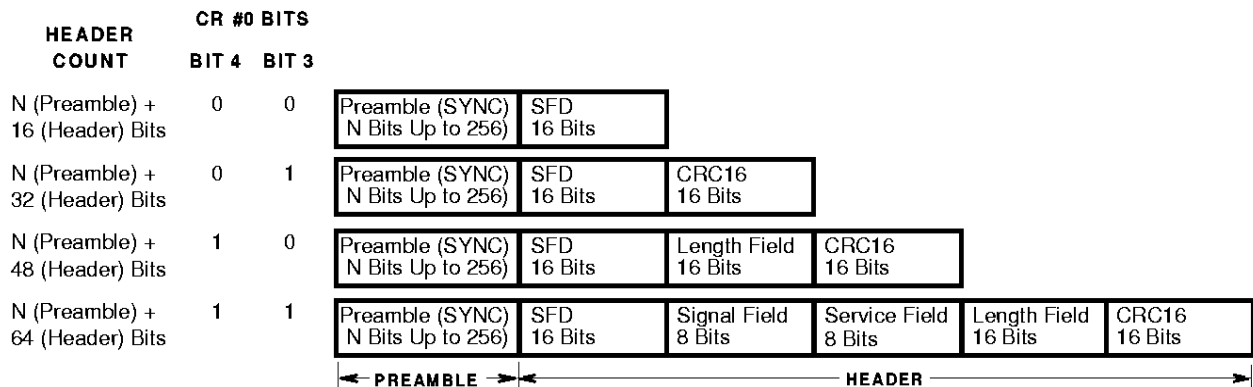 CR #0 BITS
HEADER
COUNT BIT 4 BIT 3
N (Preamble) + 0 0 Preamble (SYNC) SFD
16 (Header) Bits N Bits Up to 256) 16 Bits
N (Preamble) + 0 1 Preamble (SYNC) SFD CRC16
32 (Header) Bits N Bits Up to 256) 16 Bits 16 Bits
N (Preamble) + 1 0 Preamble (SYNC) SFD Length Field CRC16
48 (Header) Bits N Bits Up to 256) 16 Bits 16 Bits 16 Bits
N (Preamble) + 1 1 Preamble (SYNC) SFD Signal Field Service Field Length Field CRC16
64 (Header) Bits N Bits Up to 256) 16 Bits 8 Bits 8 Bits 16 Bits 16 Bits
PREAMBLE HEADER